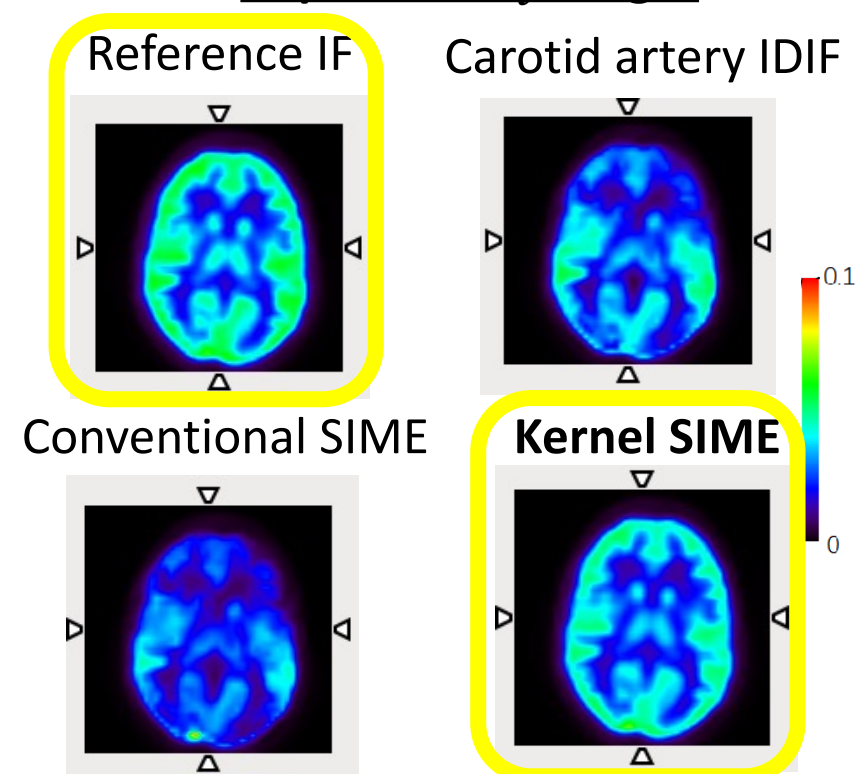 Reference IF
Carotid artery IDIF
0.1
Conventional SIME
Kernel SIME
0